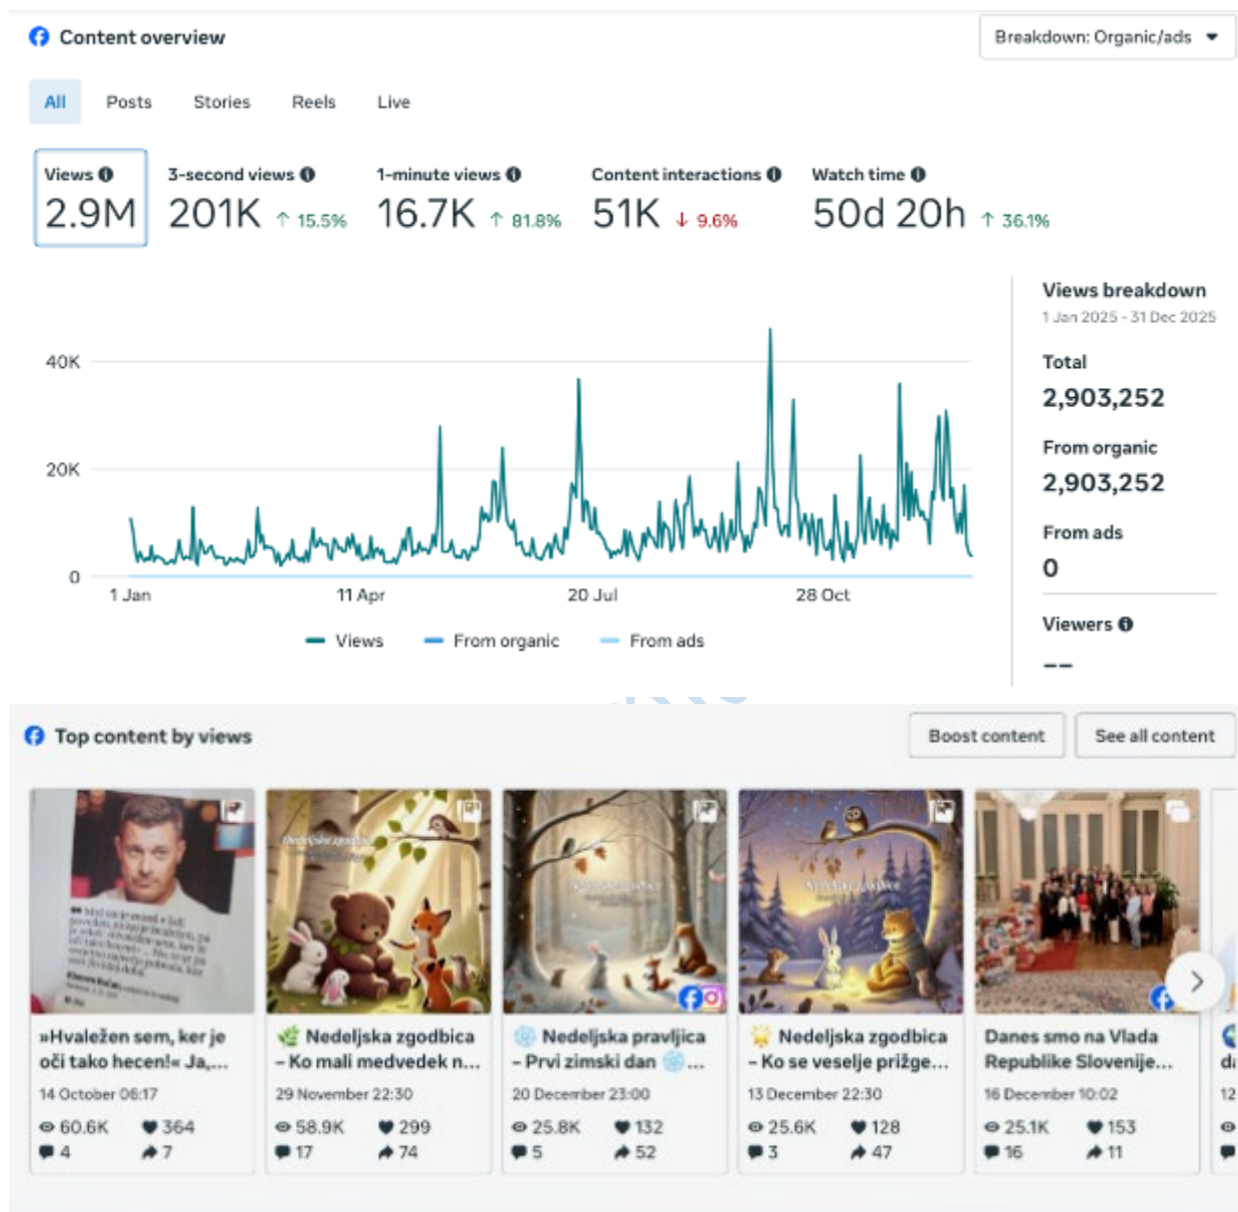 Content overview
Breakdown: Organic/ads
All Posts Stories Reels Live
Views 3-second views 1-minute views Content interactions Watch time
2.9M 201K ↑ 15.5% 16.7K ↑ 81.8% 51K ↓ 9.6% 50d 20h ↑ 36.1%
Views breakdown
1 Jan 2025 - 31 Dec 2025
Total
2,903,252
From organic
2,903,252
From ads
0
Viewers
--
40K
20K
0
1 Jan 11 Apr 20 Jul 28 Oct
Views From organic From ads
Top content by views
Boost content See all content
»Hvaležen sem, ker je
oči tako hecen!« Ja,...
14 October 06:17
60.6K 364
4 7
Nedeljska zgodbica
🌿 Nedeljska zgodbica
– Ko mali medvedek n...
29 November 22:30
58.9K 299
17 74
❄️ Nedeljska pravljica
– Prvi zimski dan ❄️...
20 December 23:00
25.8K 132
5 52
Nedeljska zgodbica
🌟 Nedeljska zgodbica
– Ko se veselje prižge...
13 December 22:30
25.6K 128
3 47
Danes smo na Vlada
Republike Slovenije...
16 December 10:02
25.1K 153
16 11
12